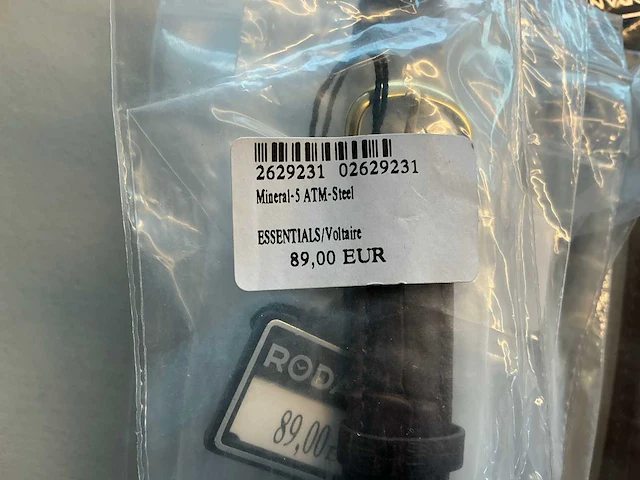 2629231 02629231
Mineral-5 ATM-Steel
ESSENTIALS/Voltaire
89,00 EUR
RODA
89,00